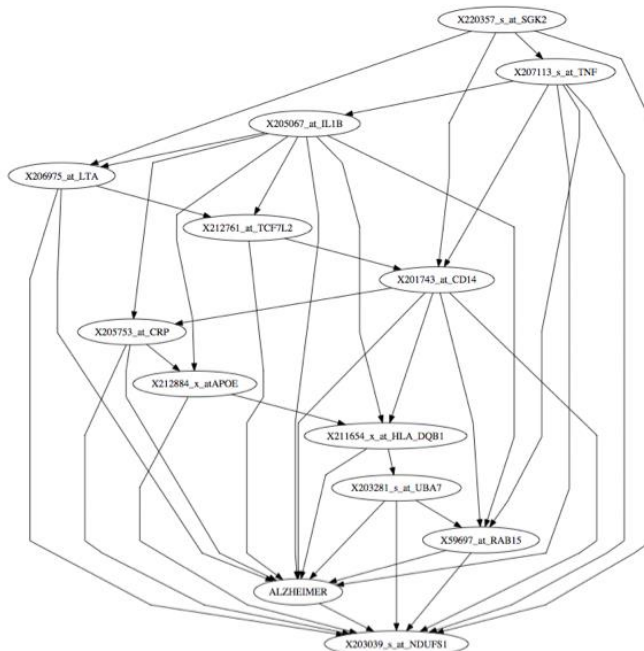 X220357_s_at_SGK2
X207113_s_at_TNF
X205067_at_IL1B
X206975_at_LTA
X212761_at_TCF7L2
X201743_at_CD14
X205753_at_CRP
X212884_x_atAPOE
X211654_x_at_HLA_DQB1
X203281_s_at_UBA7
X59697_at_RAB15
ALZHEIMER
X203039_s_at_NDUFS1